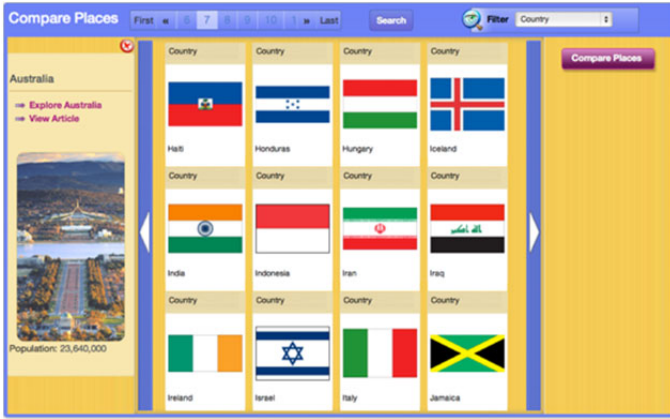 Compare Places
First « 6 7 8 9 10 1 » Last
Search
Filter
Country
Australia
Explore Australia
View Article
Population: 23,640,000
Country Country Country Country
Haiti Honduras Hungary Iceland
Country Country Country Country
India Indonesia Iran Iraq
Country Country Country Country
Ireland Israel Italy Jamaica
Compare Places